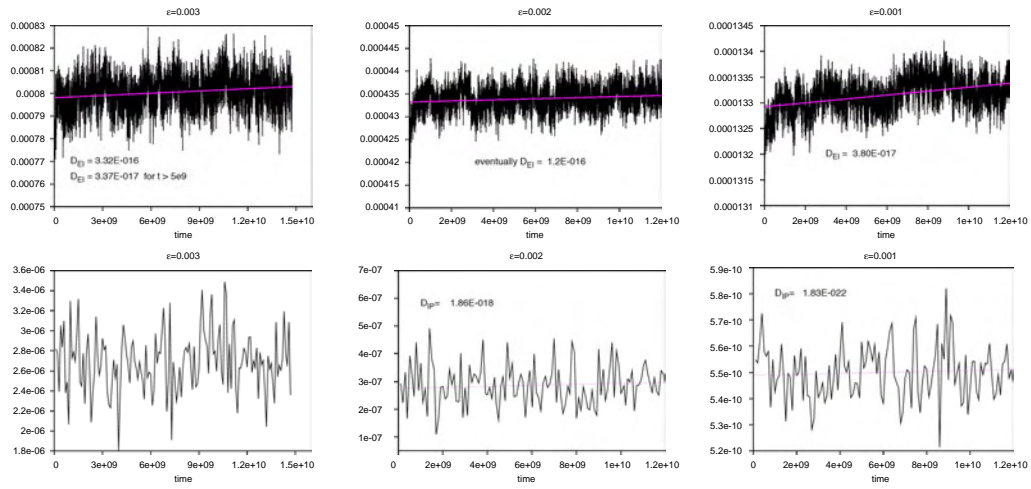 ε=0.003
0.00083
0.00082
0.00081
0.0008
0.00079
0.00078
0.00077
0.00076
0.00075
D_EI = 3.32E-016
D_EI = 3.37E-017 for t > 5e9
0 3e+09 6e+09 9e+09 1.2e+10 1.5e+10
time
ε=0.002
0.00045
0.000445
0.00044
0.000435
0.00043
0.000425
0.00042
0.000415
0.00041
eventually D_EI = 1.2E-016
0 2e+09 4e+09 6e+09 8e+09 1e+10 1.2e+10
time
ε=0.001
0.0001345
0.000134
0.0001335
0.000133
0.0001325
0.000132
0.0001315
0.000131
D_EI = 3.80E-017
0 2e+09 4e+09 6e+09 8e+09 1e+10 1.2e+10
time
ε=0.003
3.6e-06
3.4e-06
3.2e-06
3e-06
2.8e-06
2.6e-06
2.4e-06
2.2e-06
2e-06
1.8e-06
0 2e+09 4e+09 6e+09 8e+09 1e+10 1.2e+10 1.4e+10
time
ε=0.002
7e-07
6e-07
5e-07
4e-07
3e-07
2e-07
1e-07
D_IP= 1.86E-018
0 2e+09 4e+09 6e+09 8e+09 1e+10 1.2e+10
time
ε=0.001
5.9e-10
5.8e-10
5.7e-10
5.6e-10
5.5e-10
5.4e-10
5.3e-10
5.2e-10
D_IP= 1.83E-022
0 2e+09 4e+09 6e+09 8e+09 1e+10 1.2e+10
time